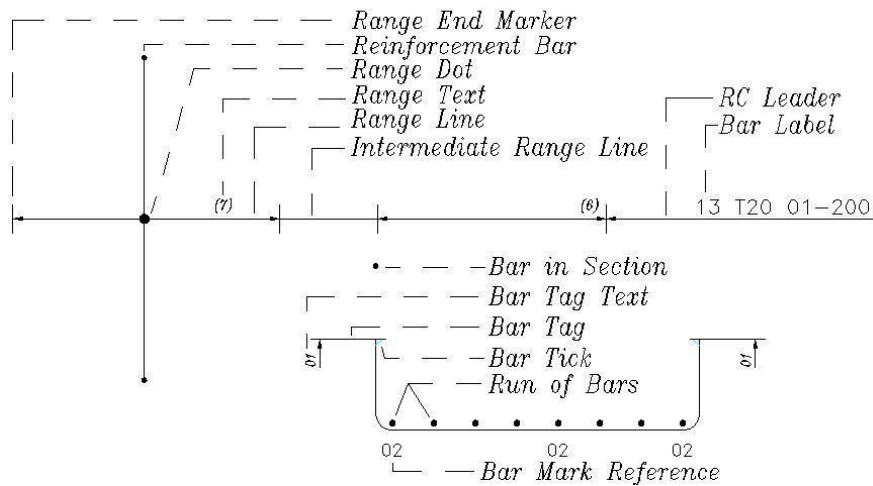 Range End Marker
Reinforcement Bar
Range Dot
Range Text
Range Line
Intermediate Range Line
RC Leader
Bar Label
(7)
(6)
13 T20 01-200
Bar in Section
Bar Tag Text
Bar Tag
Bar Tick
Run of Bars
01
01
02
02
02
Bar Mark Reference